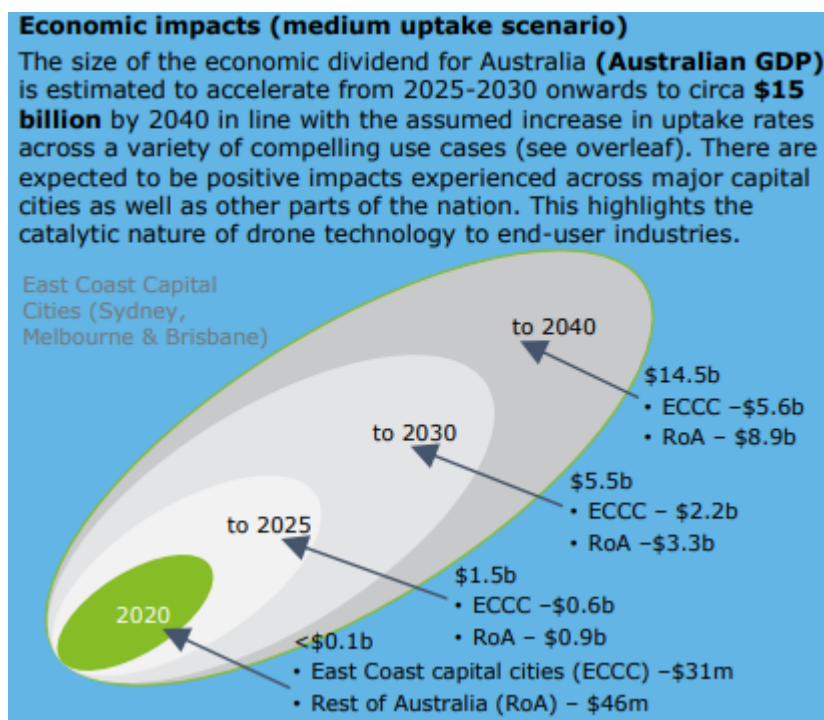 Economic impacts (medium uptake scenario)
The size of the economic dividend for Australia (Australian GDP)
is estimated to accelerate from 2025-2030 onwards to circa $15
billion by 2040 in line with the assumed increase in uptake rates
across a variety of compelling use cases (see overleaf). There are
expected to be positive impacts experienced across major capital
cities as well as other parts of the nation. This highlights the
catalytic nature of drone technology to end-user industries.
East Coast Capital
Cities (Sydney,
Melbourne & Brisbane)
to 2040
$14.5b
• ECCC –$5.6b
• RoA – $8.9b
to 2030
$5.5b
• ECCC – $2.2b
• RoA –$3.3b
to 2025
$1.5b
• ECCC –$0.6b
• RoA – $0.9b
2020
<$0.1b
• East Coast capital cities (ECCC) –$31m
• Rest of Australia (RoA) – $46m